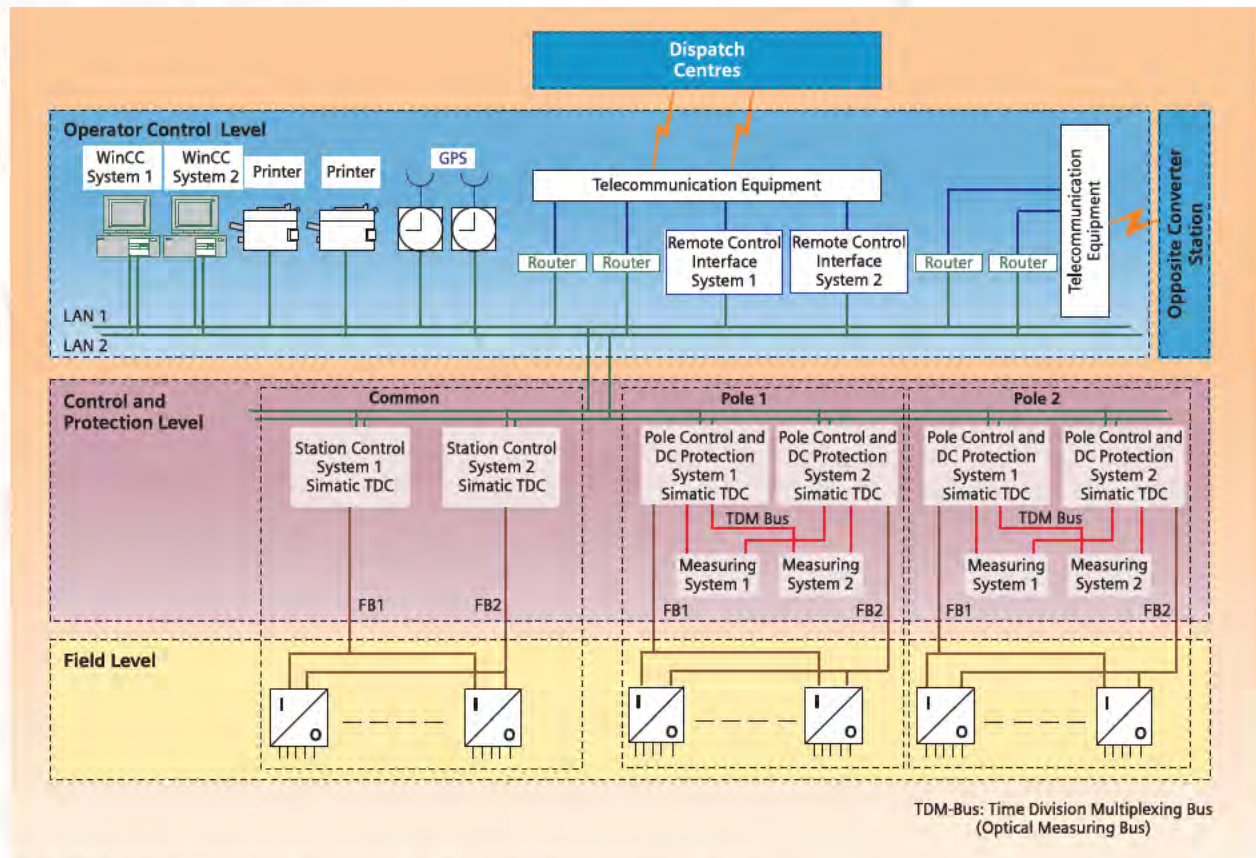 Dispatch
Centres
Operator Control Level
WinCC
System 1
WinCC
System 2
Printer
Printer
GPS
Telecommunication Equipment
Router
Router
Remote Control
Interface
System 1
Remote Control
Interface
System 2
Router
Router
Telecommunication
Equipment
Opposite Converter
Station
LAN 1
LAN 2
Control and
Protection Level
Common
Station Control
System 1
Simatic TDC
Station Control
System 2
Simatic TDC
FB1
FB2
Pole 1
Pole Control and
DC Protection
System 1
Simatic TDC
Pole Control and
DC Protection
System 2
Simatic TDC
TDM Bus
Measuring
System 1
Measuring
System 2
FB1
FB2
Pole 2
Pole Control and
DC Protection
System 1
Simatic TDC
Pole Control and
DC Protection
System 2
Simatic TDC
TDM Bus
Measuring
System 1
Measuring
System 2
FB1
FB2
Field Level
I
O
I
O
I
O
I
O
I
O
I
O
TDM-Bus: Time Division Multiplexing Bus
(Optical Measuring Bus)